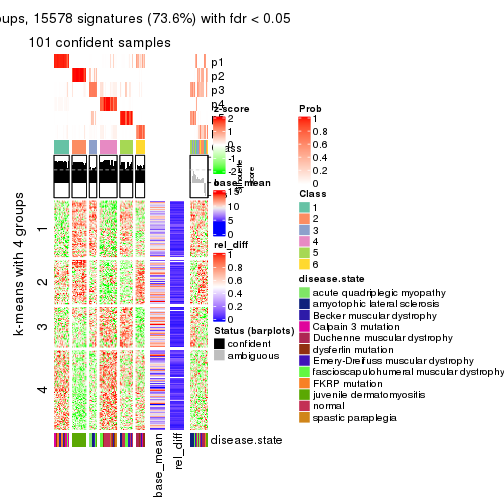 oups, 15578 signatures (73.6%) with fdr < 0.05
101 confident samples
p1
p2
p3
p4
z-score
2
1
0
-1
-2
Silhouette
score
base_mean
15
10
5
0
rel_diff
1
0.8
0.6
0.4
0.2
0
Status (barplots)
confident
ambiguous
Prob
1
0.8
0.6
0.4
0.2
0
Class
1
2
3
4
5
6
disease.state
acute quadriplegic myopathy
amyotophic lateral sclerosis
Becker muscular dystrophy
Calpain 3 mutation
Duchenne muscular dystrophy
dysferlin mutation
Emery-Dreifuss muscular dystrophy
fascioscapulohumeral muscular dystrophy
FKRP mutation
juvenile dermatomyositis
normal
spastic paraplegia
k-means with 4 groups
1
2
3
4
disease.state
base_mean
rel_diff